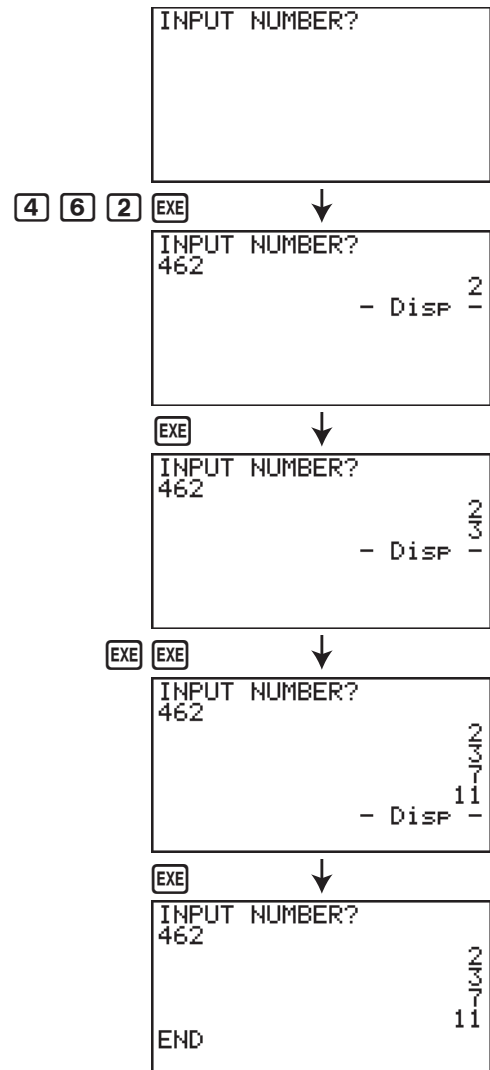 INPUT NUMBER?
4 6 2 EXE
INPUT NUMBER?
462
2
- Disp -
EXE
INPUT NUMBER?
462
2
3
- Disp -
EXE EXE
INPUT NUMBER?
462
2
3
7
11
- Disp -
EXE
INPUT NUMBER?
462
2
3
7
11
END